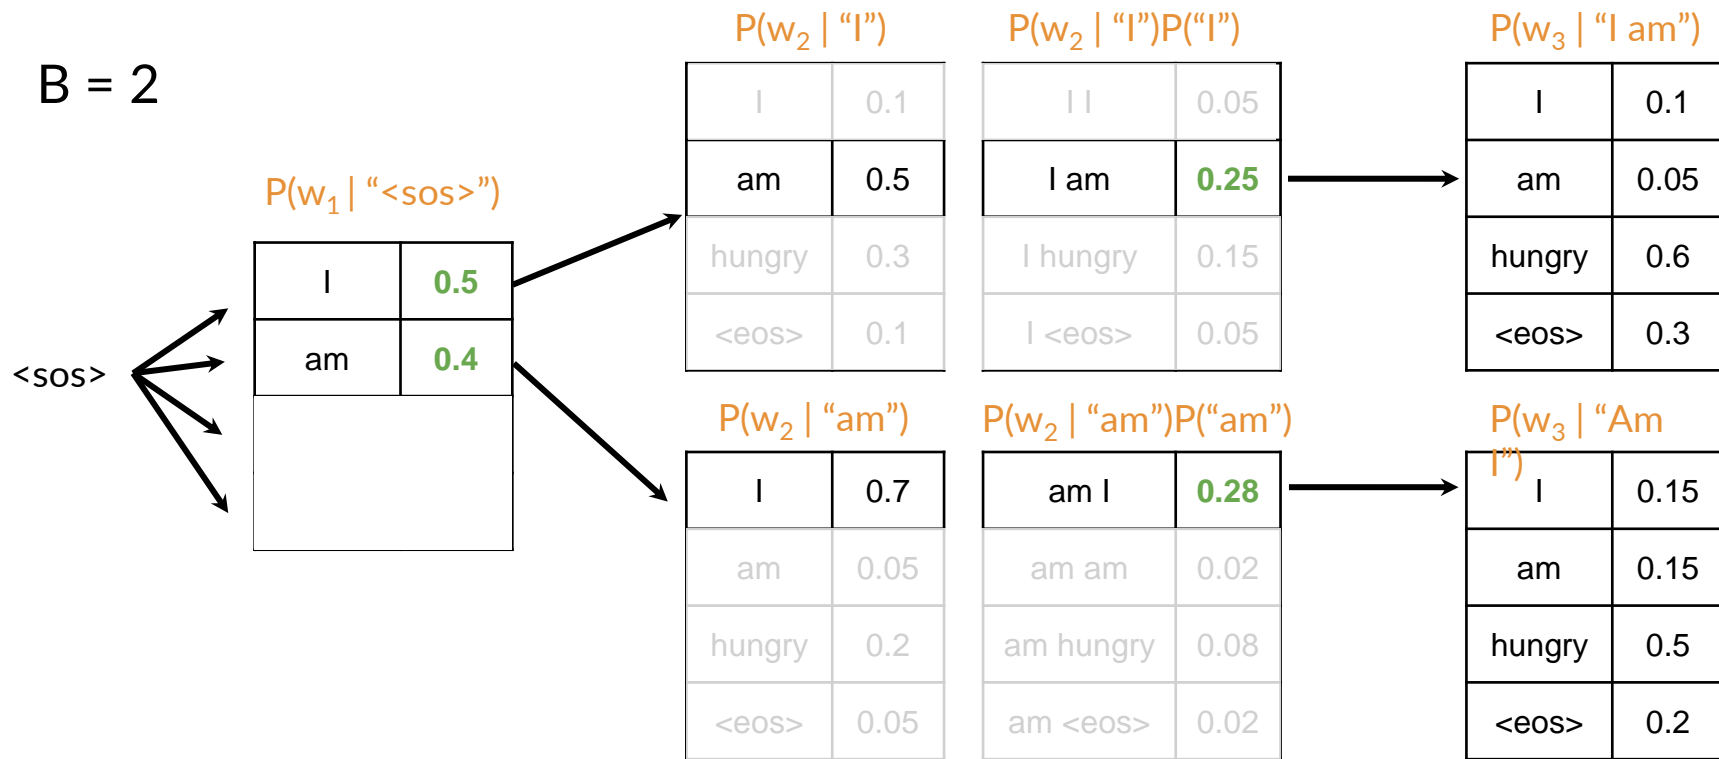 B = 2
<sos>
P(w1 | “<sos>”)
I 0.5
am 0.4
P(w2 | “I”)
I 0.1
am 0.5
hungry 0.3
<eos> 0.1
P(w2 | “I”)P(“I”)
I I 0.05
I am 0.25
I hungry 0.15
I <eos> 0.05
P(w3 | “I am”)
I 0.1
am 0.05
hungry 0.6
<eos> 0.3
P(w2 | “am”)
I 0.7
am 0.05
hungry 0.2
<eos> 0.05
P(w2 | “am”)P(“am”)
am I 0.28
am am 0.02
am hungry 0.08
am <eos> 0.02
P(w3 | “Am
I”)
I 0.15
am 0.15
hungry 0.5
<eos> 0.2